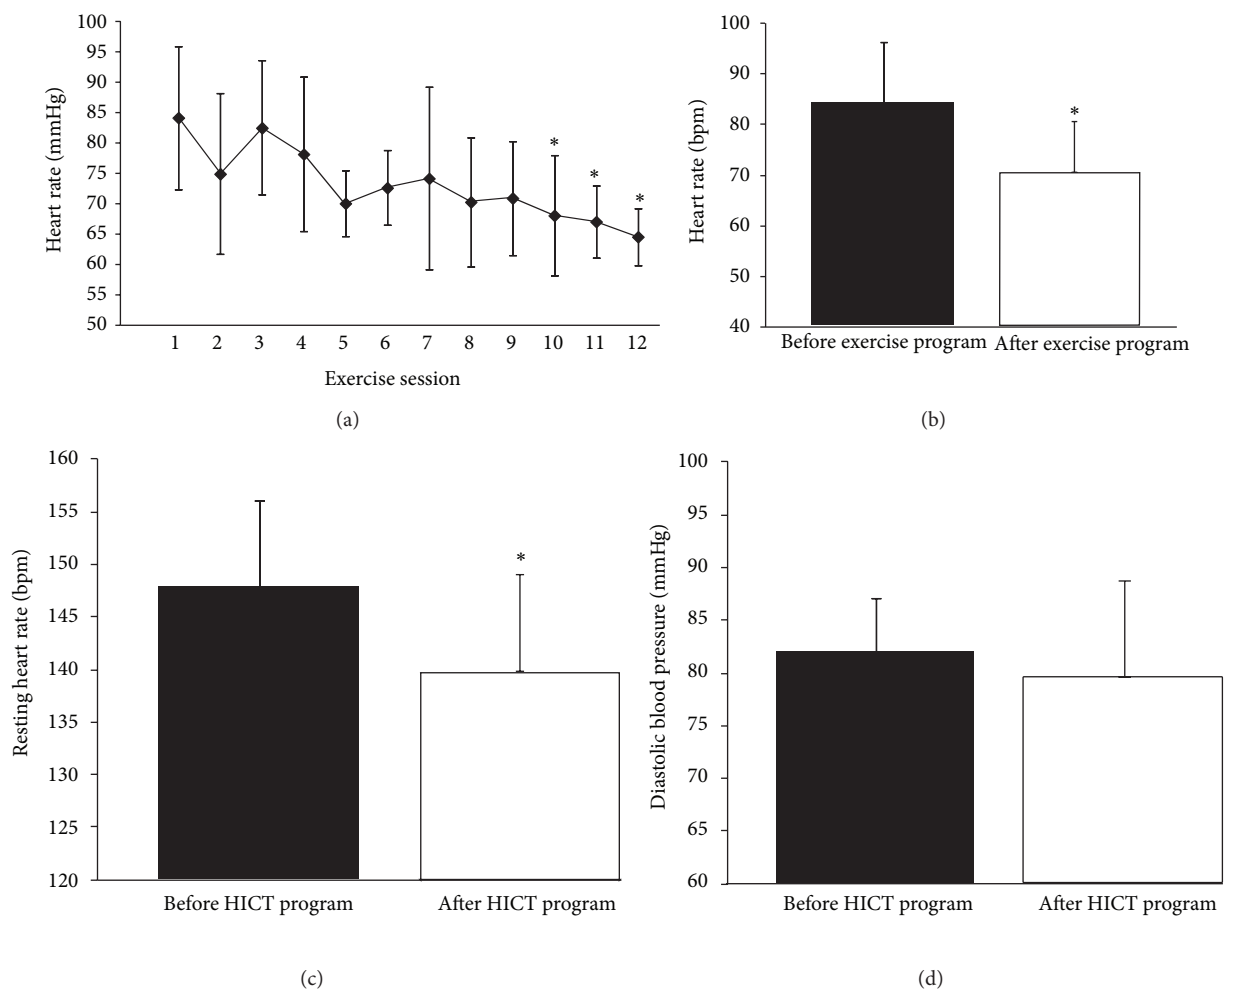 100
95
90
85
80
75
70
65
60
55
50
Heart rate (mmHg)
1 2 3 4 5 6 7 8 9 10 11 12
* * *
Exercise session
(a)
100
90
80
70
60
50
40
Heart rate (bpm)
*
Before exercise program After exercise program
(b)
160
155
150
145
140
135
130
125
120
Resting heart rate (bpm)
*
Before HICT program After HICT program
(c)
100
95
90
85
80
75
70
65
60
Diastolic blood pressure (mmHg)
Before HICT program After HICT program
(d)